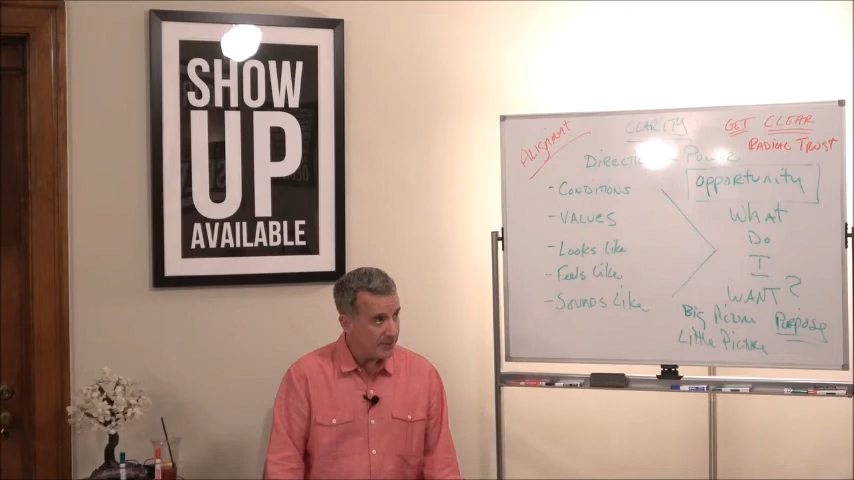 SHOW
UP
AVAILABLE
Alignment
CLARITY
GET CLEAR
RADICAL TRUST
Power
- CONDITIONS
- VALUES
- Looks Like
- Feels Like
- Sounds Like
opportunity
What
Do
I
WANT?
Big Picture Purpose
Little Picture